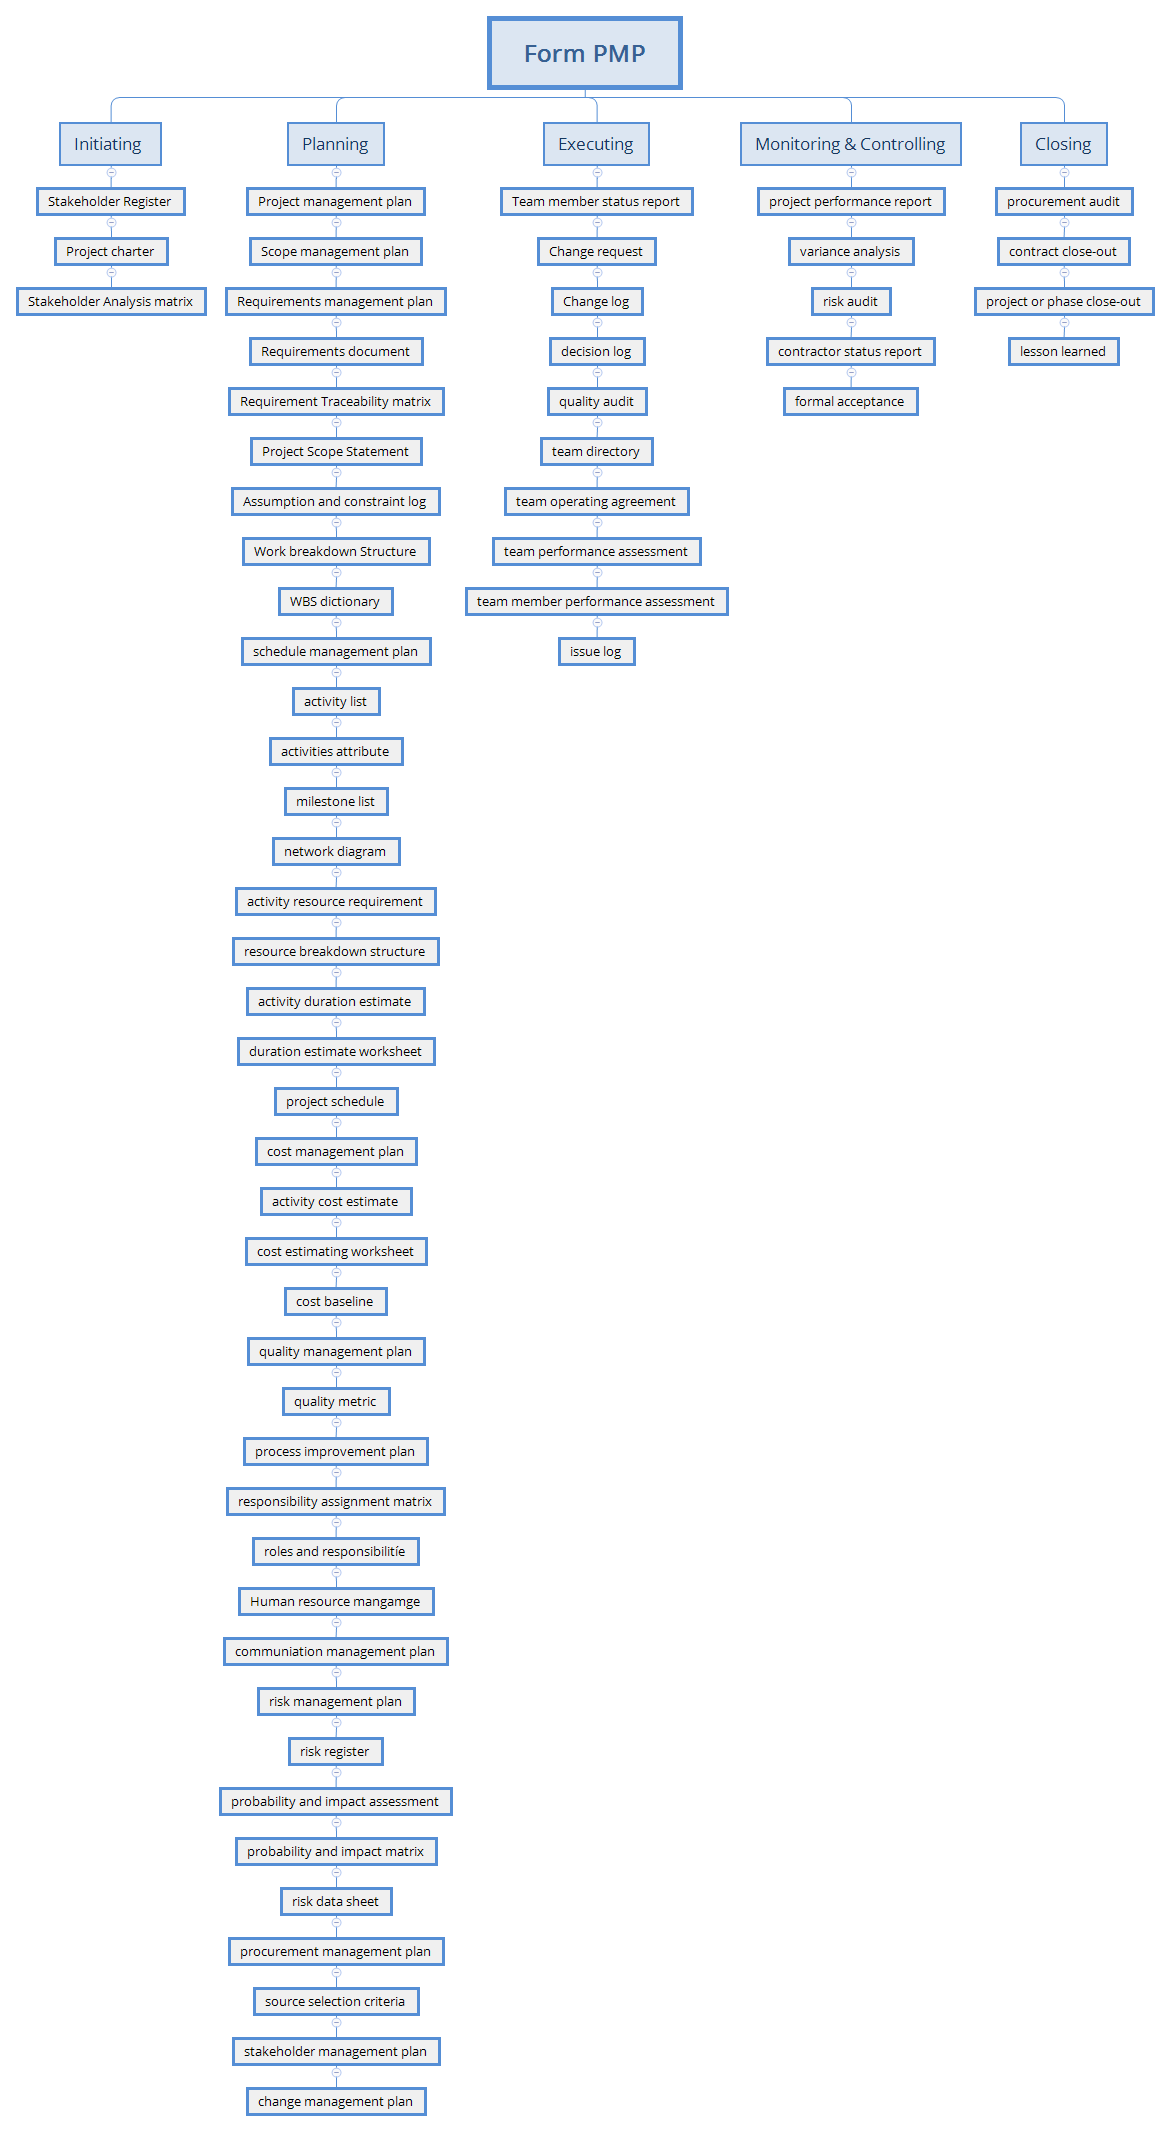 Form PMP
Initiating
Stakeholder Register
Project charter
Stakeholder Analysis matrix
Planning
Project management plan
Scope management plan
Requirements management plan
Requirements document
Requirement Traceability matrix
Project Scope Statement
Assumption and constraint log
Work breakdown Structure
WBS dictionary
schedule management plan
activity list
activities attribute
milestone list
network diagram
activity resource requirement
resource breakdown structure
activity duration estimate
duration estimate worksheet
project schedule
cost management plan
activity cost estimate
cost estimating worksheet
cost baseline
quality management plan
quality metric
process improvement plan
responsibility assignment matrix
roles and responsibilitíe
Human resource mangamge
communiation management plan
risk management plan
risk register
probability and impact assessment
probability and impact matrix
risk data sheet
procurement management plan
source selection criteria
stakeholder management plan
change management plan
Executing
Team member status report
Change request
Change log
decision log
quality audit
team directory
team operating agreement
team performance assessment
team member performance assessment
issue log
Monitoring & Controlling
project performance report
variance analysis
risk audit
contractor status report
formal acceptance
Closing
procurement audit
contract close-out
project or phase close-out
lesson learned